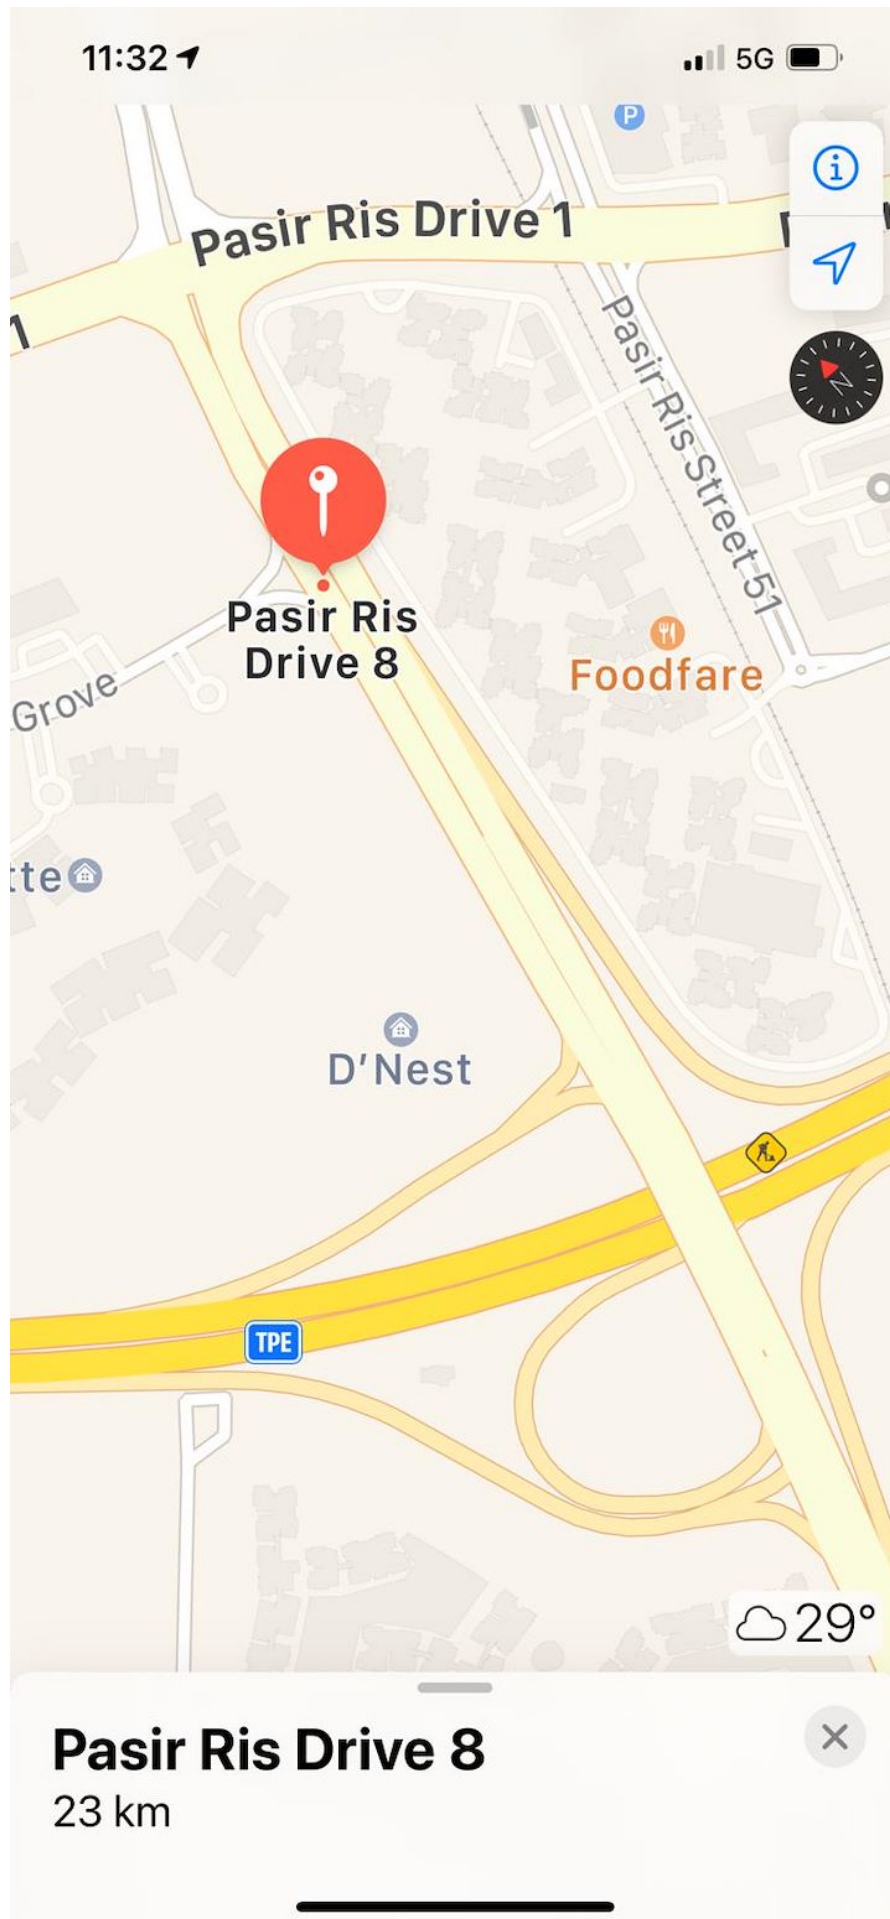 11:32
5G
P
Pasir Ris Drive 1
1
Pasir Ris Street 51
N
Pasir Ris
Drive 8
Foodfare
Grove
tte
D'Nest
TPE
29°
Pasir Ris Drive 8
23 km